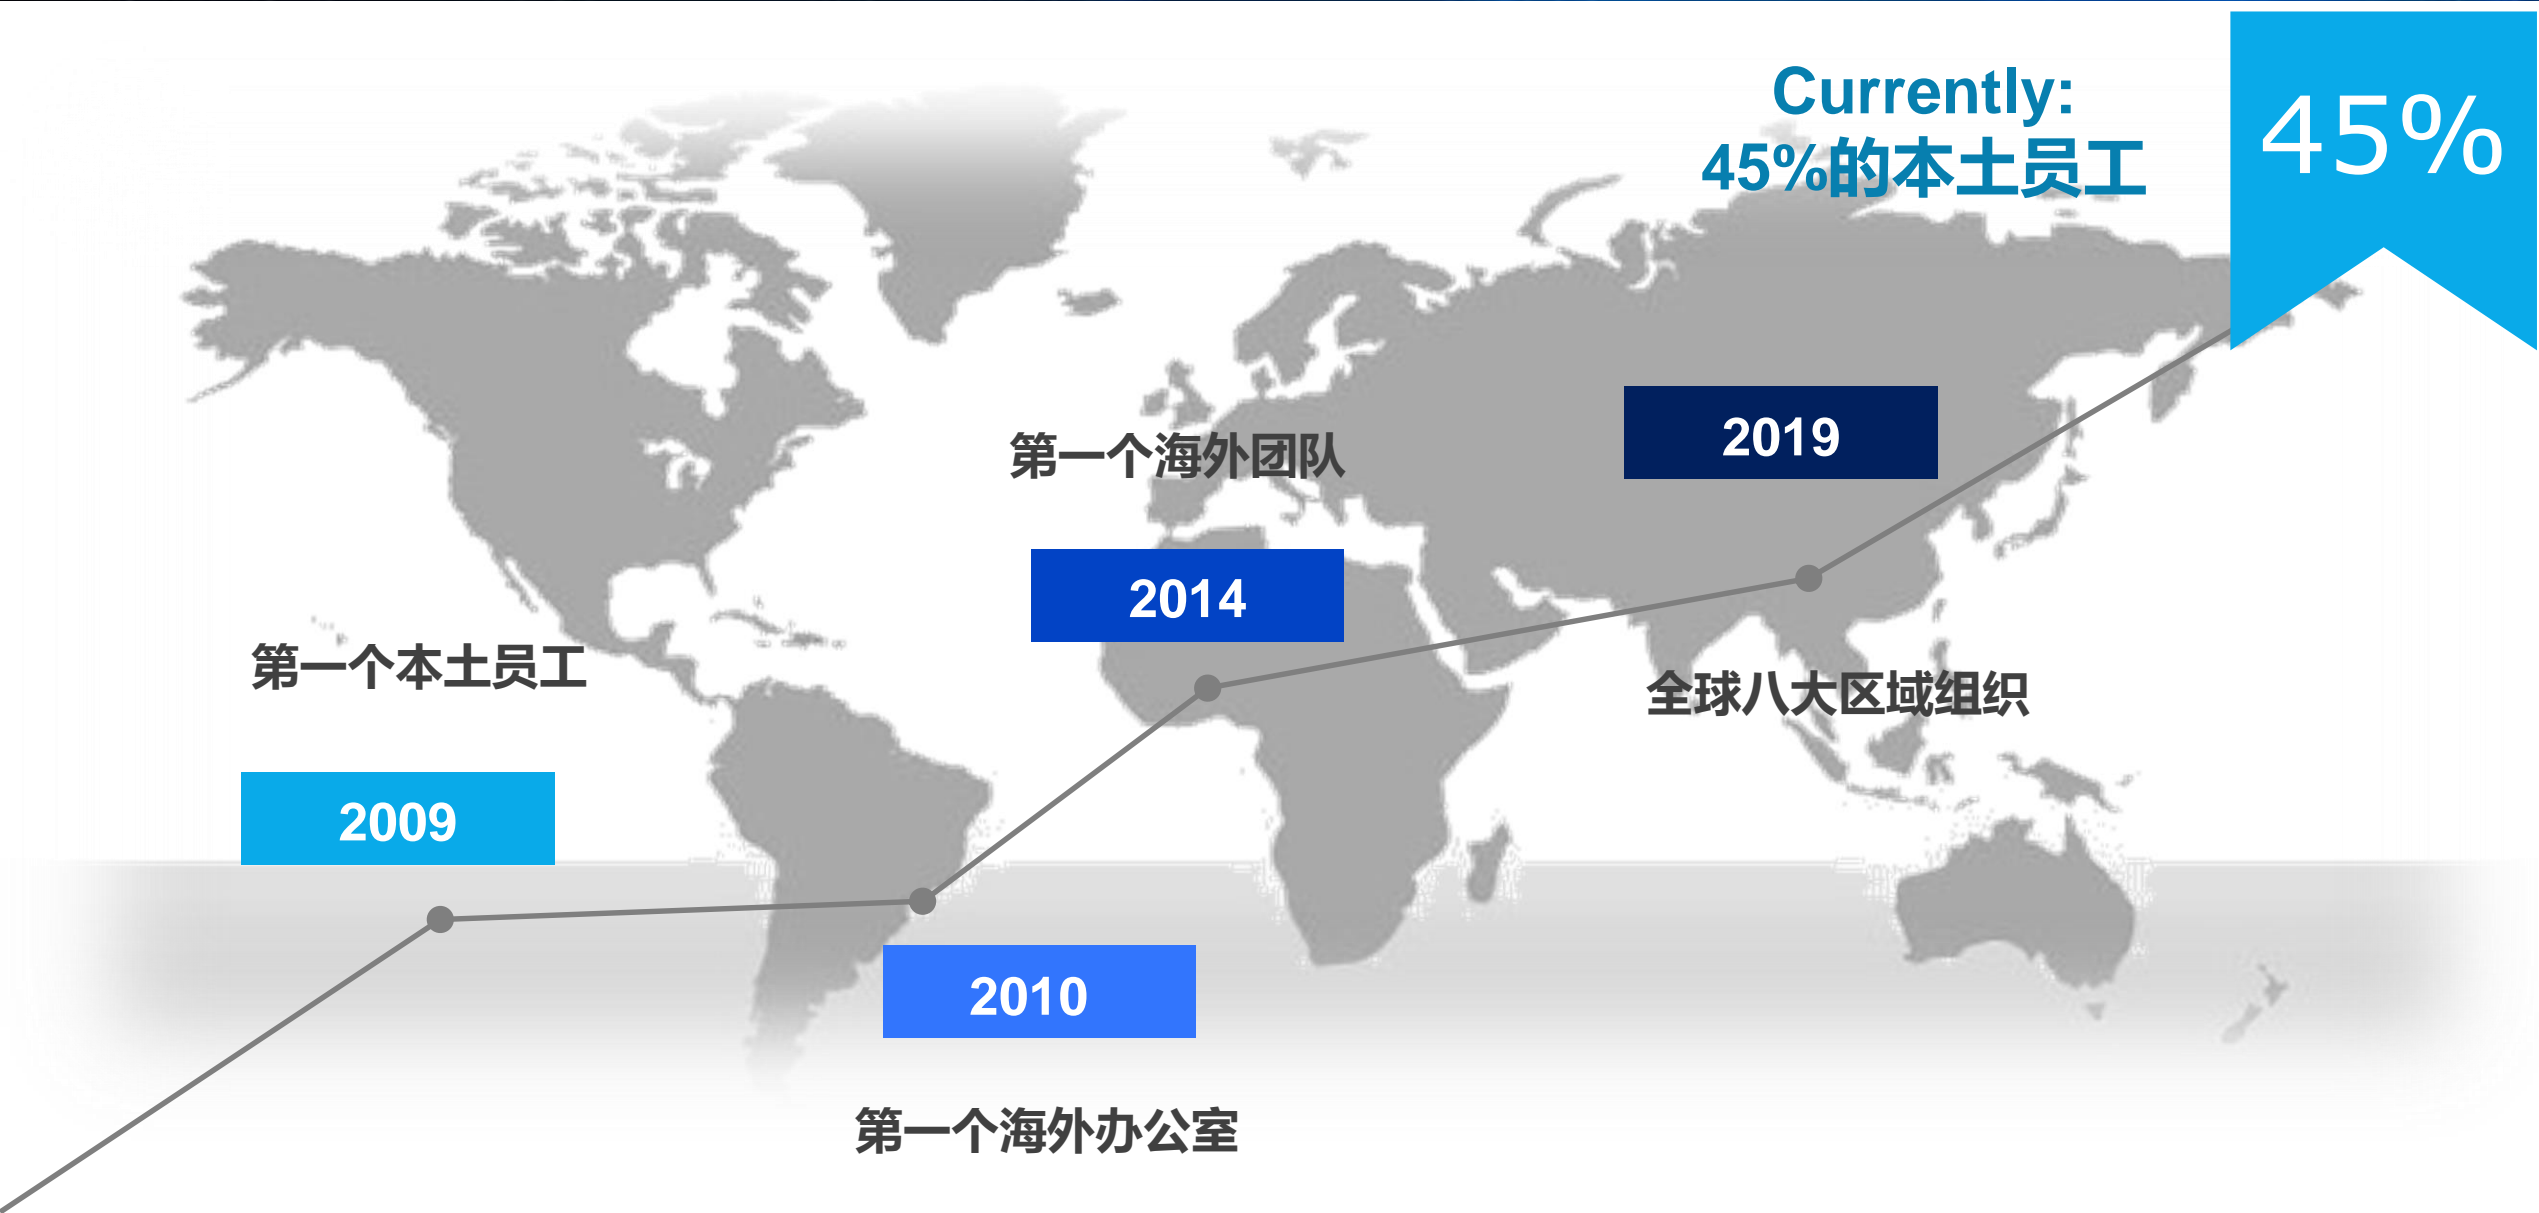 Currently:
45%的本土员工
45%
2019
第一个海外团队
2014
第一个本土员工
全球八大区域组织
2009
2010
第一个海外办公室